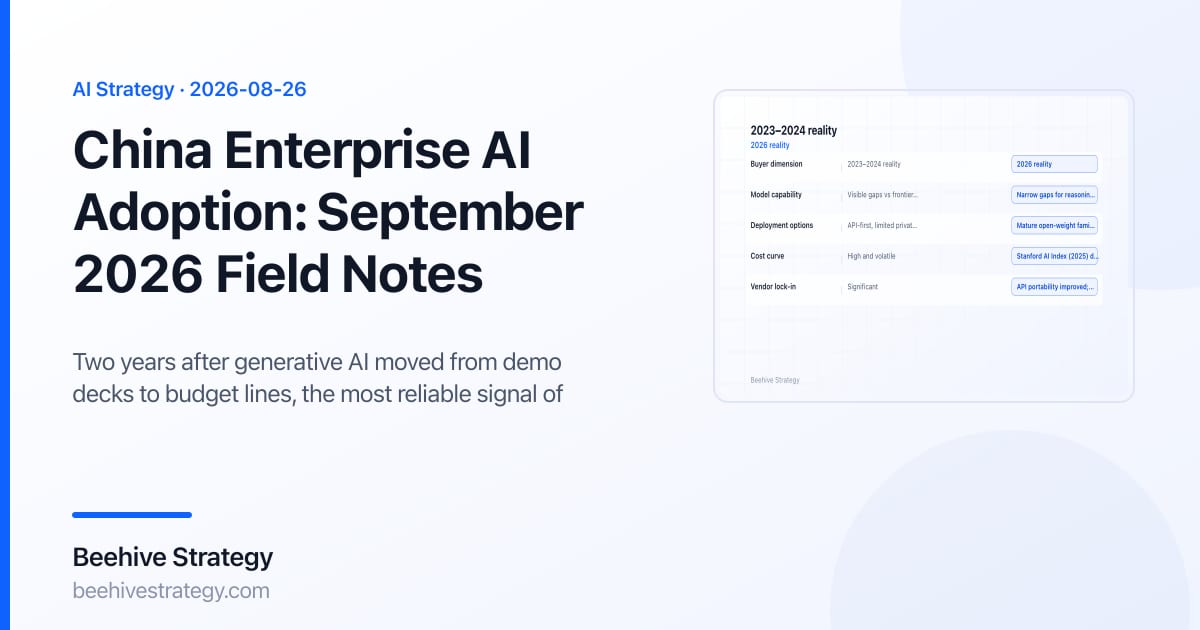 AI Strategy · 2026-08-26
China Enterprise AI
Adoption: September
2026 Field Notes
Two years after generative AI moved from demo
decks to budget lines, the most reliable signal of
Beehive Strategy
beehivestrategy.com
2023–2024 reality
2026 reality
Buyer dimension 2023–2024 reality 2026 reality
Model capability Visible gaps vs frontier... Narrow gaps for reasonin...
Deployment options API-first, limited privat... Mature open-weight fami...
Cost curve High and volatile Stanford AI Index (2025) d...
Vendor lock-in Significant API portability improved;...
Beehive Strategy